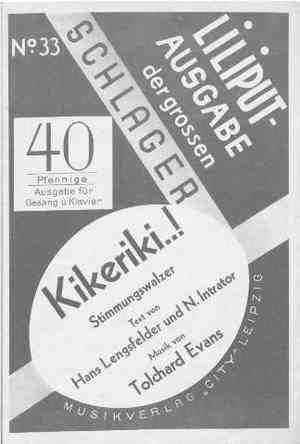 Nº33
SCHLAGER
LILIPUT-
AUSGABE
der grossen
40
Pfennige
Ausgabe für
Gesang u. Klavier
Kikeriki..!
Stimmungswalzer
Text von
Hans Lengsfelder und N. Intrator
Musik von
Tolchard Evans
MUSIKVERLAG „CITY“ LEIPZIG